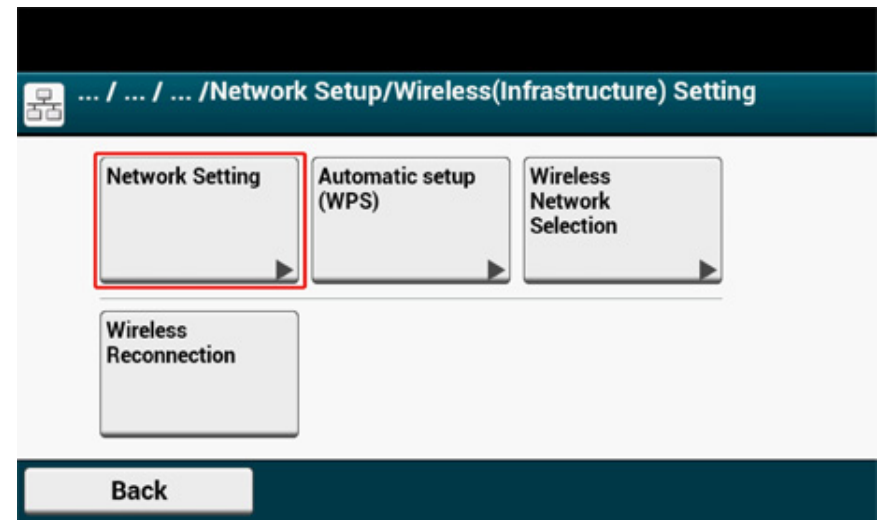 ... / ... / ... /Network Setup/Wireless(Infrastructure) Setting
Network Setting
Automatic setup
(WPS)
Wireless
Network
Selection
Wireless
Reconnection
Back